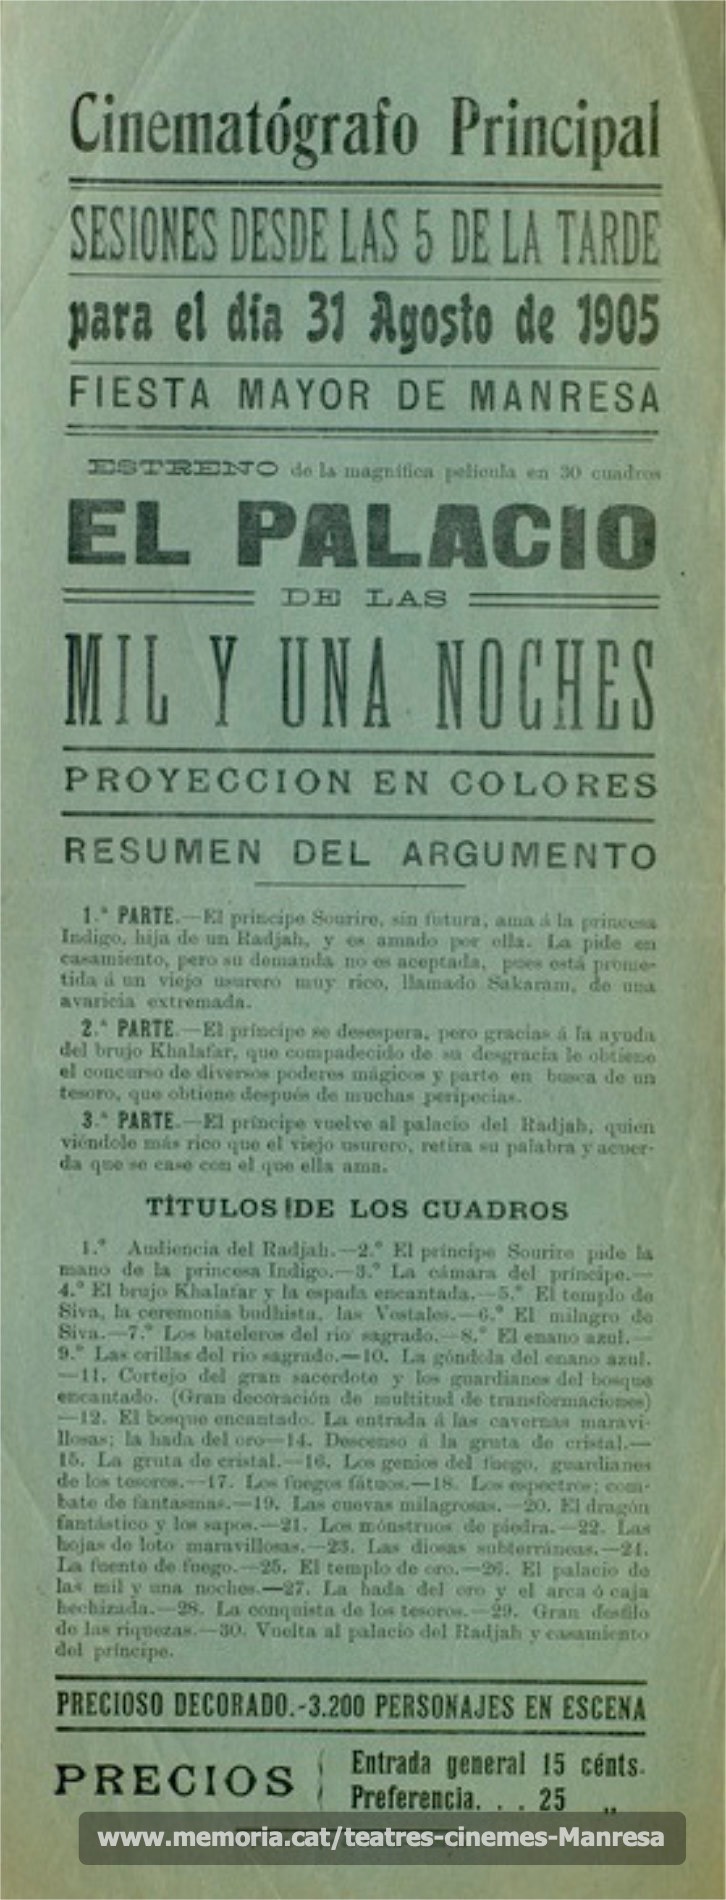 Cinematógrafo Principal
SESIONES DESDE LAS 5 DE LA TARDE
para el día 31 Agosto de 1905
FIESTA MAYOR DE MANRESA
ESTRENO de la magnífica película en 30 cuadros
EL PALACIO
DE LAS
MIL Y UNA NOCHES
PROYECCION EN COLORES
RESUMEN DEL ARGUMENTO
1.ª PARTE.—El príncipe Sourire, sin futura, ama á la princesa
Indigo, hija de un Radjah, y es amado por ella. La pide en
casamiento, pero su demanda no es aceptada, pues está prome-
tida á un viejo usurero muy rico, llamado Sakaram, de una
avaricia extremada.
2.ª PARTE.—El príncipe se desespera, pero gracias á la ayuda
del brujo Khalafar, que compadecido de su desgracia le obtiene
el concurso de diversos poderes mágicos y parte en busca de un
tesoro, que obtiene después de muchas peripecias.
3.ª PARTE.—El príncipe vuelve al palacio del Radjah, quien
viéndole más rico que el viejo usurero, retira su palabra y acuer-
da que se case con el que ella ama.
TÍTULOS DE LOS CUADROS
1.º Audiencia del Radjah.—2.º El príncipe Sourire pide la
mano de la princesa Indigo.—3.º La cámara del príncipe.—
4.º El brujo Khalafar y la espada encantada.—5.º El templo de
Siva, la ceremonia budhista, las Vestales.—6.º El milagro de
Siva.—7.º Los bateleros del río sagrado.—8.º El enano azul.—
9.º Las orillas del río sagrado.—10. La góndola del enano azul.
—11. Cortejo del gran sacerdote y los guardianes del bosque
encantado. (Gran decoración de multitud de transformaciones)
—12. El bosque encantado. La entrada á las cavernas maravi-
llosas; la hada del oro—14. Descenso á la gruta de cristal.—
15. La gruta de cristal.—16. Los genios del fuego, guardianes
de los tesoros.—17. Los fuegos fátuos.—18. Los espectros; com-
bate de fantasmas.—19. Las cuevas milagrosas.—20. El dragón
fantástico y los sapos.—21. Los mónstruos de piedra.—22. Las
hojas de loto maravillosas.—23. Las diosas subterráneas.—24.
La fuente de fuego.—25. El templo de oro.—26. El palacio de
las mil y una noches.—27. La hada del oro y el arca ó caja
hechizada.—28. La conquista de los tesoros.—29. Gran desfile
de las riquezas.—30. Vuelta al palacio del Radjah y casamiento
del príncipe.
PRECIOSO DECORADO.-3.200 PERSONAJES EN ESCENA
PRECIOS
Entrada general 15 cénts.
Preferencia. . . 25 „
www.memoria.cat/teatres-cinemes-Manresa